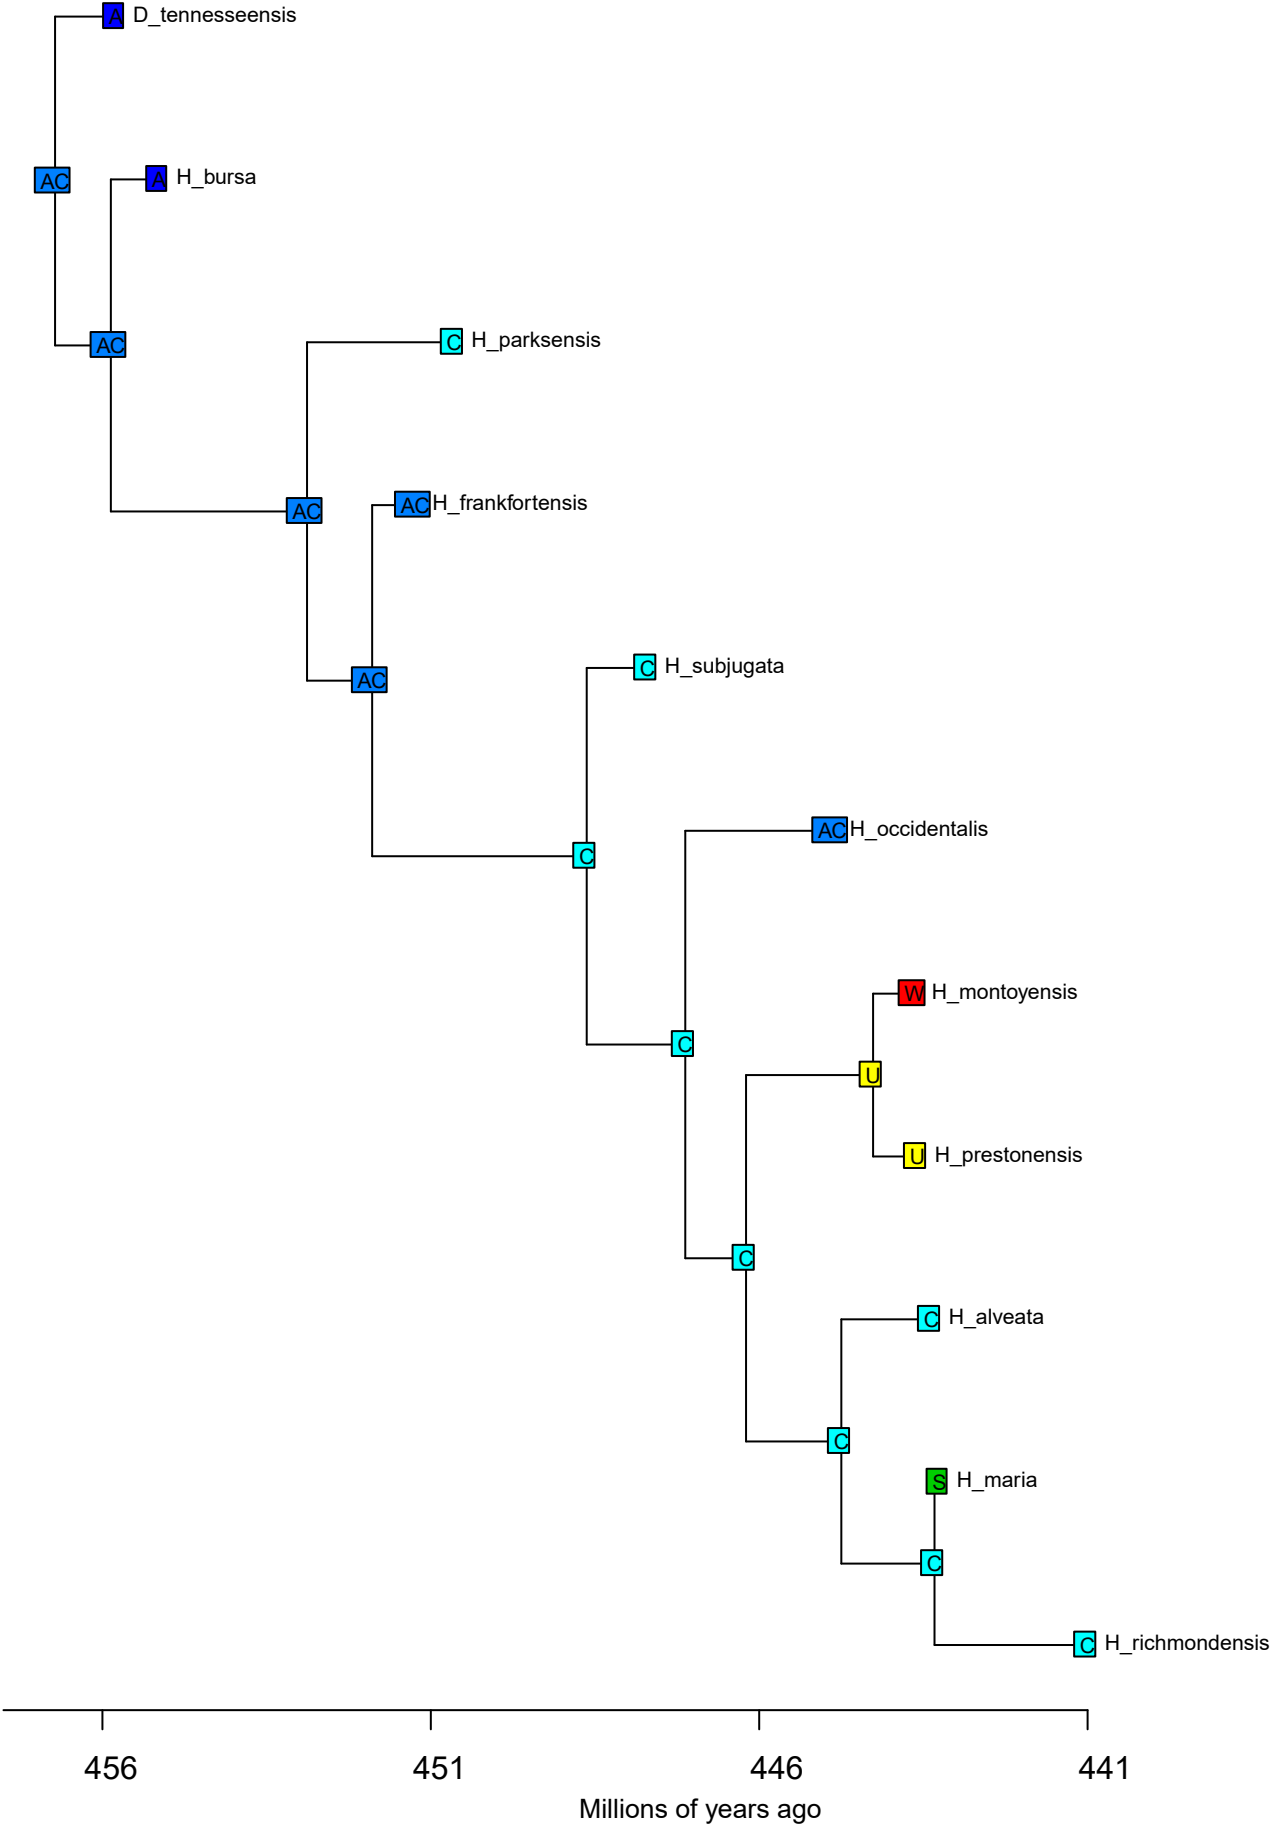 A D_tennesseensis
AC
A H_bursa
AC
C H_parksensis
AC
AC H_frankfortensis
AC
C H_subjugata
AC H_occidentalis
C
W H_montoyensis
C
U
U H_prestonensis
C
C H_alveata
C
S H_maria
C
C H_richmondensis
456 451 446 441
Millions of years ago